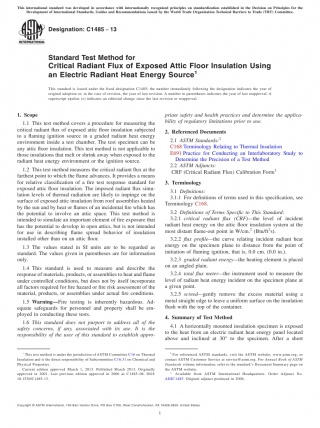 This international standard was developed in accordance with internationally recognized principles on standardization established in the Decision on Principles for the
Development of International Standards, Guides and Recommendations issued by the World Trade Organization Technical Barriers to Trade (TBT) Committee.
Designation: C1485 − 13
Standard Test Method for
Critical Radiant Flux of Exposed Attic Floor Insulation Using
an Electric Radiant Heat Energy Source1
This standard is issued under the fixed designation C1485; the number immediately following the designation indicates the year of
original adoption or, in the case of revision, the year of last revision. A number in parentheses indicates the year of last reapproval. A
superscript epsilon (ε) indicates an editorial change since the last revision or reapproval.
1. Scope
1.1 This test method covers a procedure for measuring the
critical radiant flux of exposed attic floor insulation subjected
to a flaming ignition source in a graded radiant heat energy
environment inside a test chamber. The test specimen can be
any attic floor insulation. This test method is not applicable to
those insulations that melt or shrink away when exposed to the
radiant heat energy environment or the ignition source.
1.2 This test method measures the critical radiant flux at the
farthest point to which the flame advances. It provides a means
for relative classification of a fire test response standard for
exposed attic floor insulation. The imposed radiant flux simu-
lates levels of thermal radiation likely to impinge on the
surface of exposed attic insulation from roof assemblies heated
by the sun and by heat or flames of an incidental fire which has
the potential to involve an attic space. This test method is
intended to simulate an important element of fire exposure that
has the potential to develop in open attics, but is not intended
for use in describing flame spread behavior of insulation
installed other than on an attic floor.
1.3 The values stated in SI units are to be regarded as
standard. The values given in parentheses are for information
only.
1.4 This standard is used to measure and describe the
response of materials, products, or assemblies to heat and flame
under controlled conditions, but does not by itself incorporate
all factors required for fire hazard or fire risk assessment of the
material, products, or assemblies under actual fire conditions.
1.5 Warning—Fire testing is inherently hazardous. Ad-
equate safeguards for personnel and property shall be em-
ployed in conducting these tests.
1.6 This standard does not purport to address all of the
safety concerns, if any, associated with its use. It is the
responsibility of the user of this standard to establish appro-
priate safety and health practices and determine the applica-
bility of regulatory limitations prior to use.
2. Referenced Documents
2.1 ASTM Standards:2
C168 Terminology Relating to Thermal Insulation
E691 Practice for Conducting an Interlaboratory Study to
Determine the Precision of a Test Method
2.2 ASTM Adjuncts:
CRF (Critical Radiant Flux) Calculation Form3
3. Terminology
3.1 Definitions:
3.1.1 For definitions of terms used in this specification, see
Terminology C168.
3.2 Definitions of Terms Specific to This Standard:
3.2.1 critical radiant flux (CRF)—the level of incident
radiant heat energy on the attic floor insulation system at the
most distant flame-out point in W/cm.2 (Btu/ft2·s).
3.2.2 flux profile—the curve relating incident radiant heat
energy on the specimen plane to distance from the point of
initiation of flaming ignition, that is, 0.0 cm. (0.0 in.).
3.2.3 graded radiant energy—the heating element is placed
on an angled plane.
3.2.4 total flux meter—the instrument used to measure the
level of radiant heat energy incident on the specimen plane at
a given point.
3.2.5 screed—gently remove the excess material using a
metal straight edge to leave a uniform surface on the insulation
flush with the top of the container.
4. Summary of Test Method
4.1 A horizontally mounted insulation specimen is exposed
to the heat from an electric radiant heat energy panel located
above and inclined at 30° to the specimen. After a short
1 This test method is under the jurisdiction of ASTM Committee C16 on Thermal
Insulation and is the direct responsibility of Subcommittee C16.31 on Chemical and
Physical Properties.
Current edition approved March 1, 2013. Published March 2013. Originally
2 For referenced ASTM standards, visit the ASTM website, www.astm.org, or
contact ASTM Customer Service at service@astm.org. For Annual Book of ASTM
Standards volume information, refer to the standard's Document Summary page on
the ASTM website.
3 Available from ASTM International Headquarters. Order Adjunct No.
Copyright © ASTM International, 100 Barr Harbor Drive, PO Box C700, West Conshohocken, PA 19428-2959. United States
1